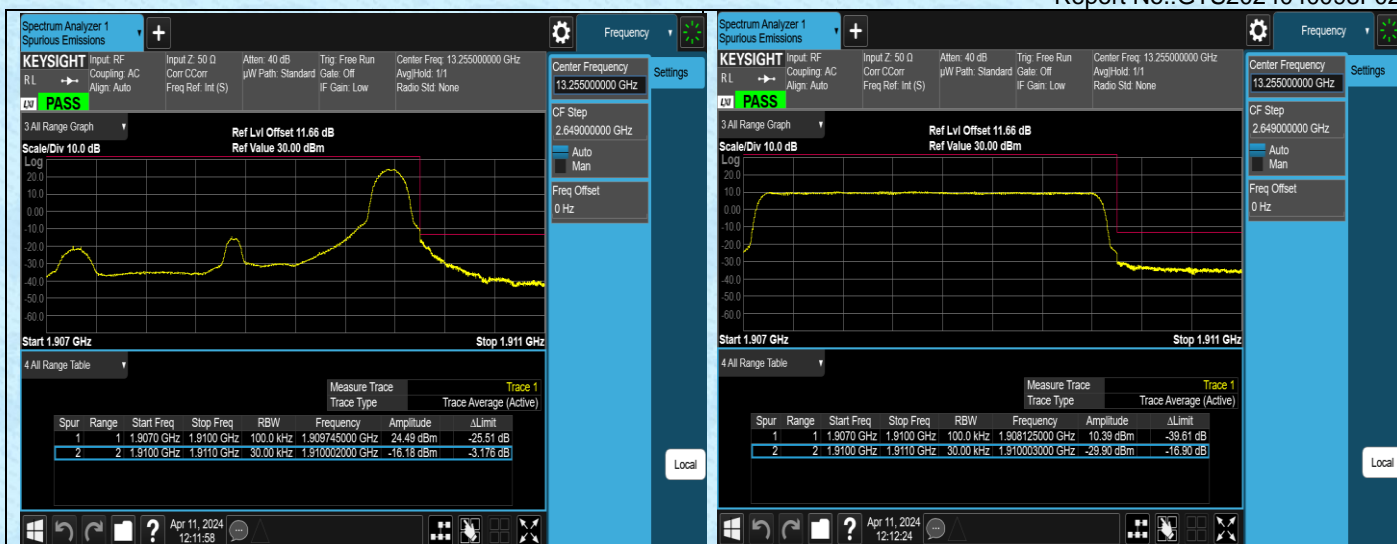 Spectrum Analyzer 1
Spurious Emissions
+
Frequency
KEYSIGHT
Input: RF
Coupling: AC
Align: Auto
Input Z: 50 Ω
Corr CCorr
Freq Ref: Int (S)
Atten: 40 dB
µW Path: Standard
Trig: Free Run
Gate: Off
IF Gain: Low
Center Freq: 13.255000000 GHz
Avg|Hold: 1/1
Radio Std: None
RL
LXI
PASS
Center Frequency
13.255000000 GHz
Settings
CF Step
2.649000000 GHz
Auto
Man
Freq Offset
0 Hz
3 All Range Graph
Ref Lvl Offset 11.66 dB
Scale/Div 10.0 dB
Ref Value 30.00 dBm
Log
20.0
10.0
0.00
-10.0
-20.0
-30.0
-40.0
-50.0
-60.0
Start 1.907 GHz
Stop 1.911 GHz
4 All Range Table
Measure Trace Trace 1
Trace Type Trace Average (Active)
Spur Range Start Freq Stop Freq RBW Frequency Amplitude ΔLimit
1 1 1.9070 GHz 1.9100 GHz 100.0 kHz 1.909745000 GHz 24.49 dBm -25.51 dB
2 2 1.9100 GHz 1.9110 GHz 30.00 kHz 1.910002000 GHz -16.18 dBm -3.176 dB
Local
?
Apr 11, 2024
12:11:58
Spectrum Analyzer 1
Spurious Emissions
+
Frequency
KEYSIGHT
Input: RF
Coupling: AC
Align: Auto
Input Z: 50 Ω
Corr CCorr
Freq Ref: Int (S)
Atten: 40 dB
µW Path: Standard
Trig: Free Run
Gate: Off
IF Gain: Low
Center Freq: 13.255000000 GHz
Avg|Hold: 1/1
Radio Std: None
RL
LXI
PASS
Center Frequency
13.255000000 GHz
Settings
CF Step
2.649000000 GHz
Auto
Man
Freq Offset
0 Hz
3 All Range Graph
Ref Lvl Offset 11.66 dB
Scale/Div 10.0 dB
Ref Value 30.00 dBm
Log
20.0
10.0
0.00
-10.0
-20.0
-30.0
-40.0
-50.0
-60.0
Start 1.907 GHz
Stop 1.911 GHz
4 All Range Table
Measure Trace Trace 1
Trace Type Trace Average (Active)
Spur Range Start Freq Stop Freq RBW Frequency Amplitude ΔLimit
1 1 1.9070 GHz 1.9100 GHz 100.0 kHz 1.908125000 GHz 10.39 dBm -39.61 dB
2 2 1.9100 GHz 1.9110 GHz 30.00 kHz 1.910003000 GHz -29.90 dBm -16.90 dB
Local
?
Apr 11, 2024
12:12:24